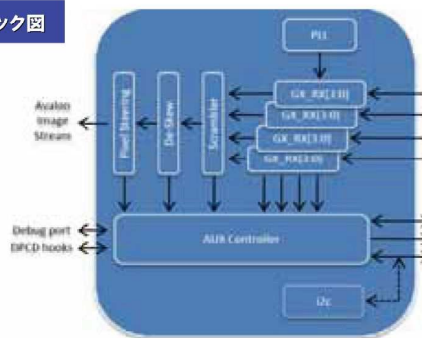 ック図
PLL
GX_RX[3:0]
GX_RX[3:0]
GX_RX[3:0]
GX_RX[3:0]
Avalon
Image
Stream
Pixel Steering
De-Skew
Scrambler
Debug port
DPCD hooks
AUX Controller
i2c